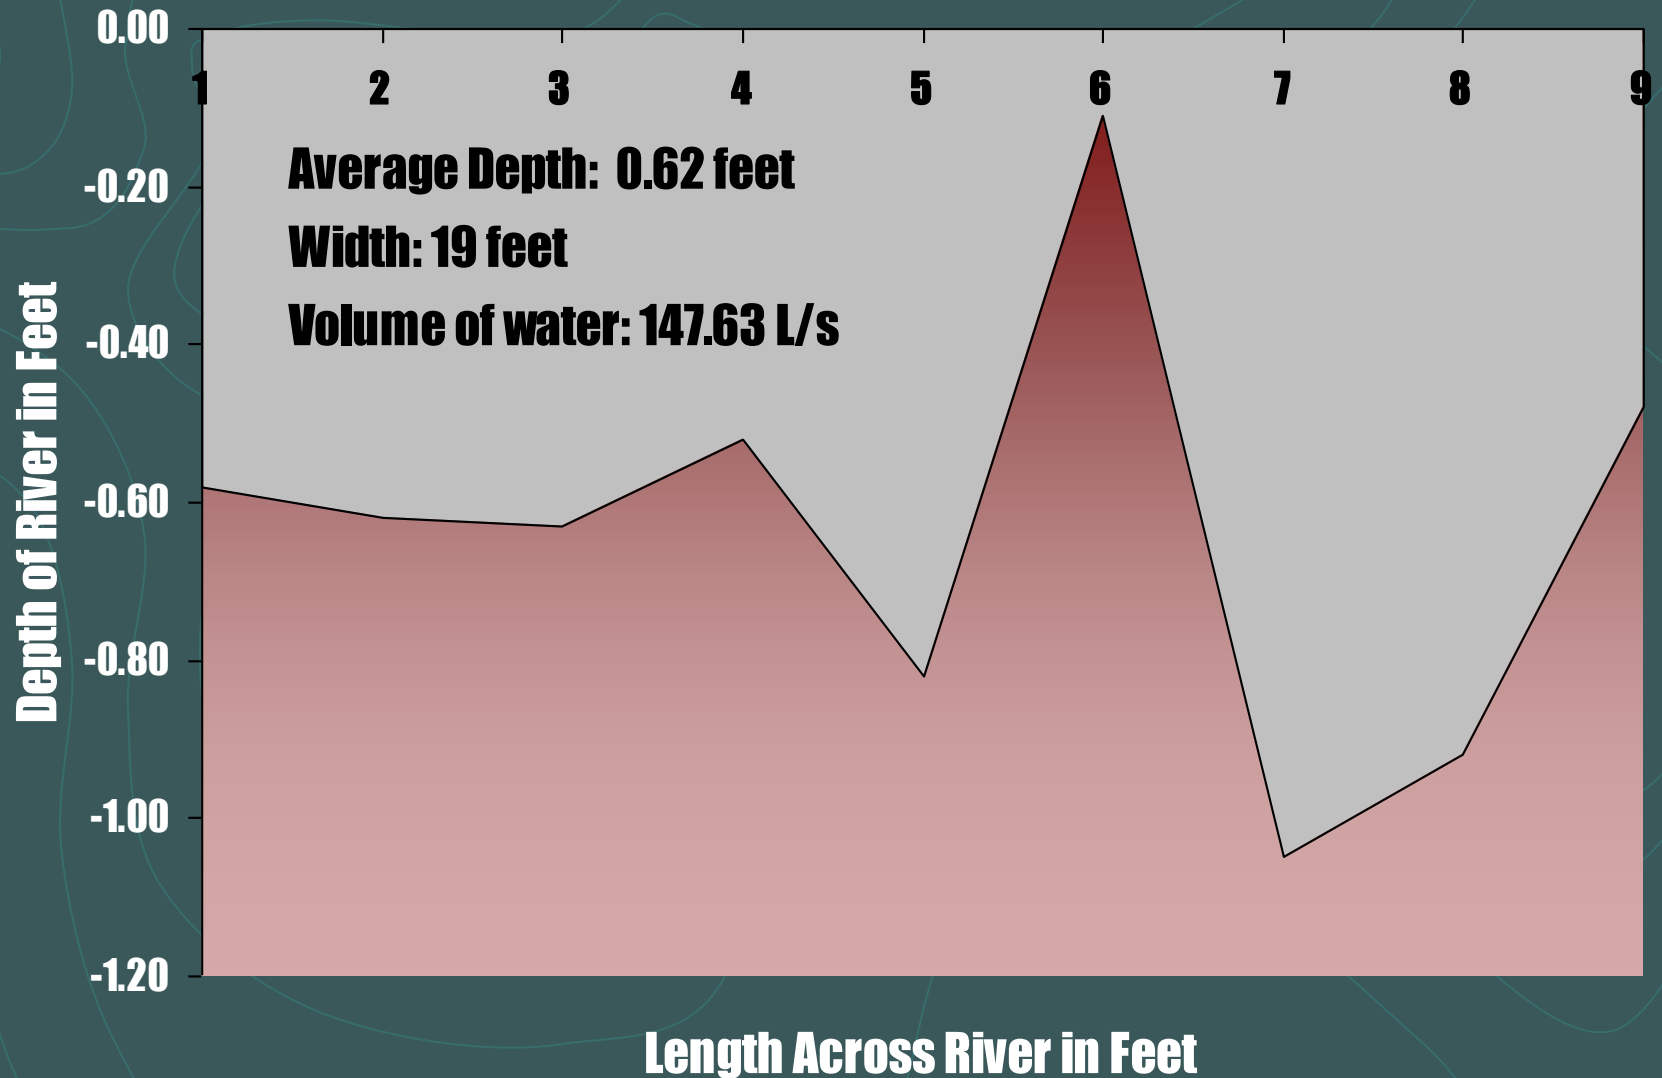 0.00
1 2 3 4 5 6 7 8 9
Average Depth: 0.62 feet
-0.20
Width: 19 feet
Volume of water: 147.63 L/s
-0.40
-0.60
-0.80
-1.00
-1.20
Depth of River in Feet
Length Across River in Feet